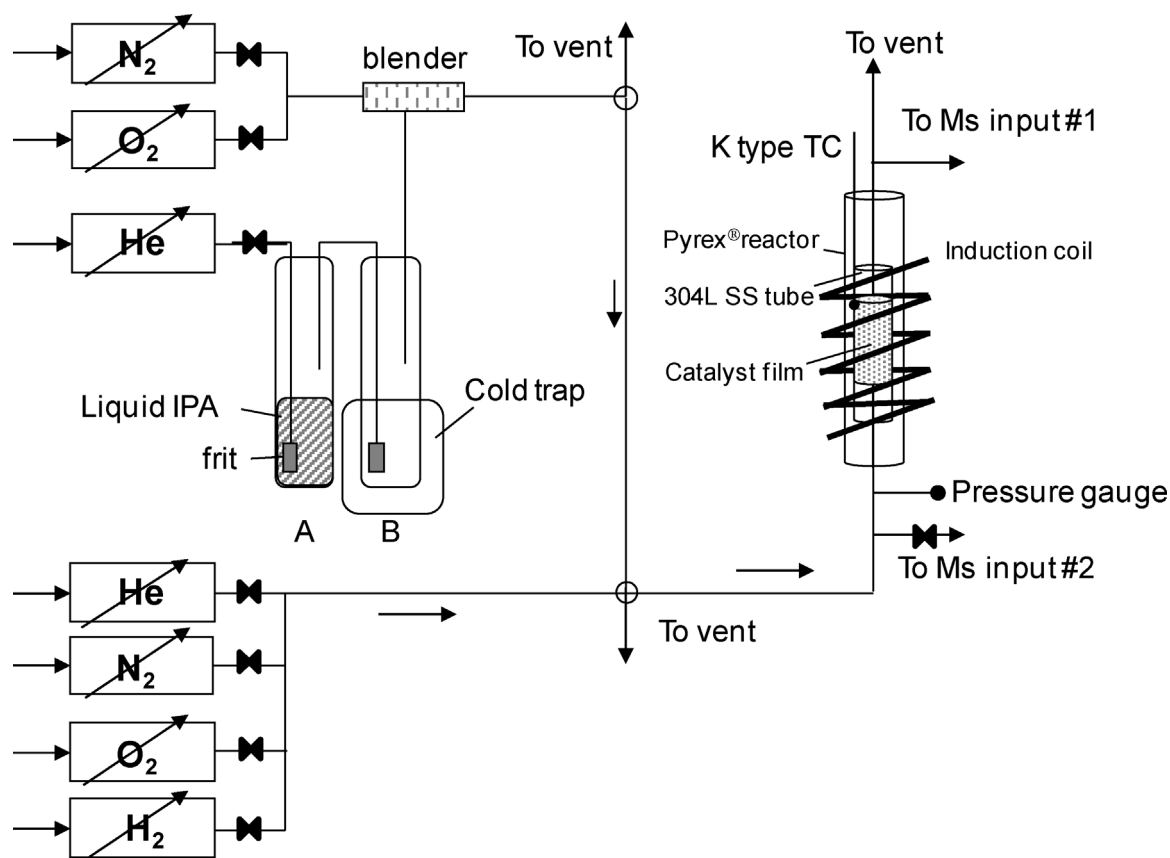 N2
O2
He
blender
To vent
To vent
To Ms input #1
K type TC
Pyrex® reactor
304L SS tube
Induction coil
Catalyst film
Liquid IPA
frit
Cold trap
A
B
Pressure gauge
To Ms input #2
To vent
He
N2
O2
H2